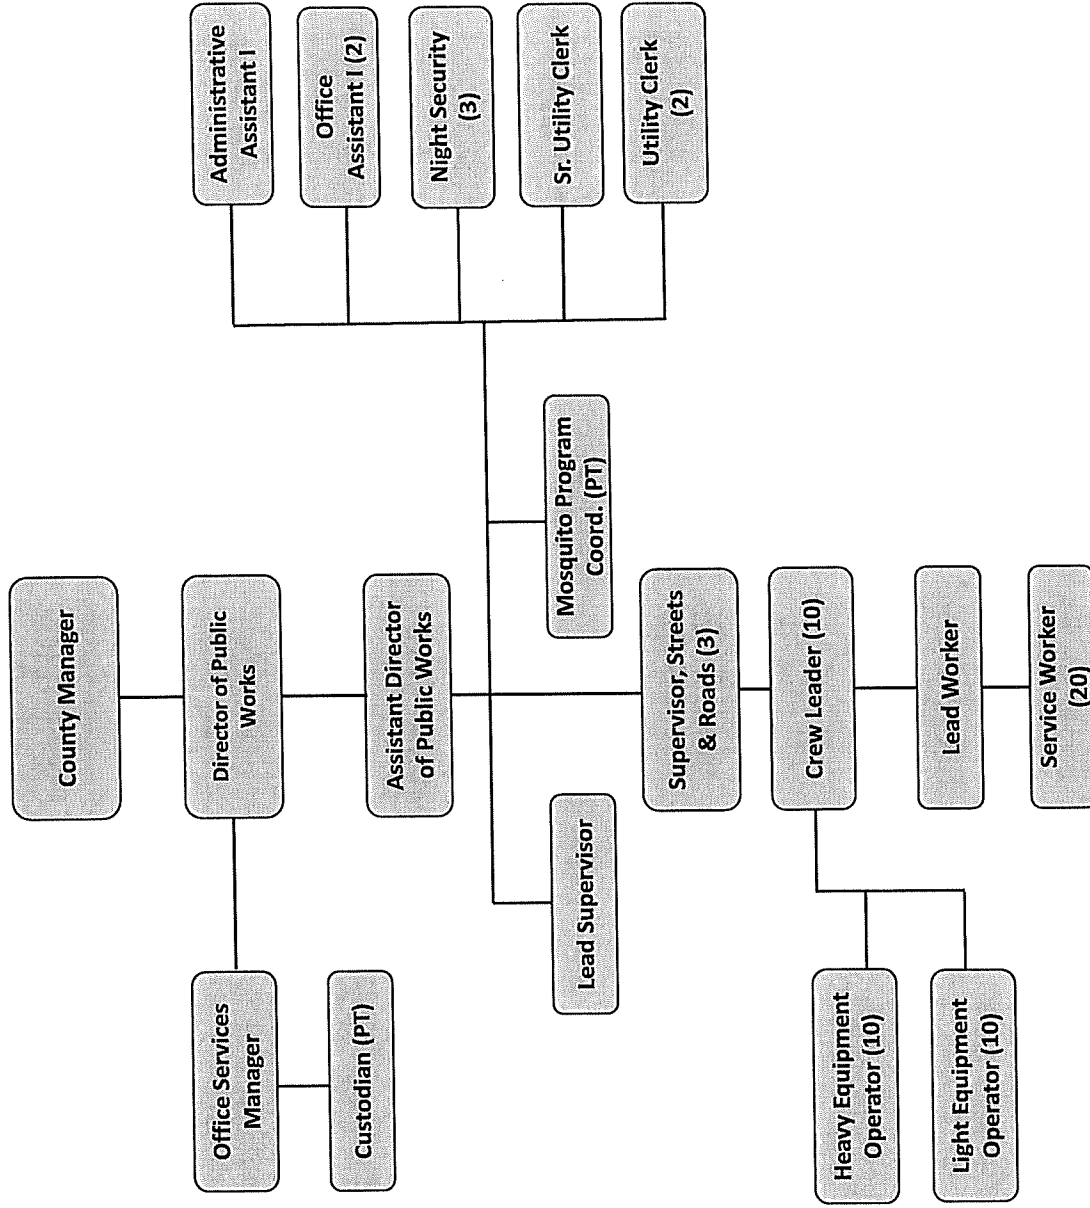 County Manager
Director of Public
Works
Office Services
Manager
Custodian (PT)
Assistant Director
of Public Works
Administrative
Assistant I
Office
Assistant I (2)
Night Security
(3)
Sr. Utility Clerk
Utility Clerk
(2)
Lead Supervisor
Mosquito Program
Coord. (PT)
Supervisor, Streets
& Roads (3)
Crew Leader (10)
Heavy Equipment
Operator (10)
Light Equipment
Operator (10)
Lead Worker
Service Worker
(20)